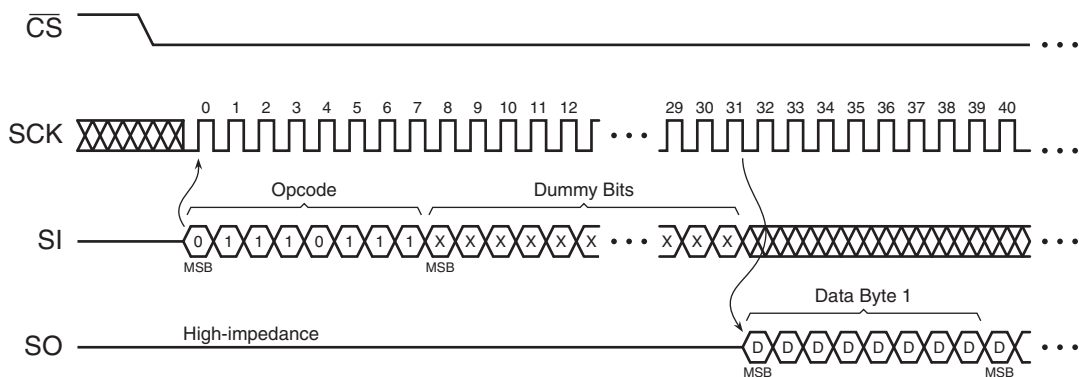 CS
0 1 2 3 4 5 6 7 8 9 10 11 12 29 30 31 32 33 34 35 36 37 38 39 40
SCK
Opcode Dummy Bits
SI 0 1 1 1 0 1 1 1 X X X X X X X X X
MSB MSB
Data Byte 1
High-impedance
SO D D D D D D D D D
MSB MSB